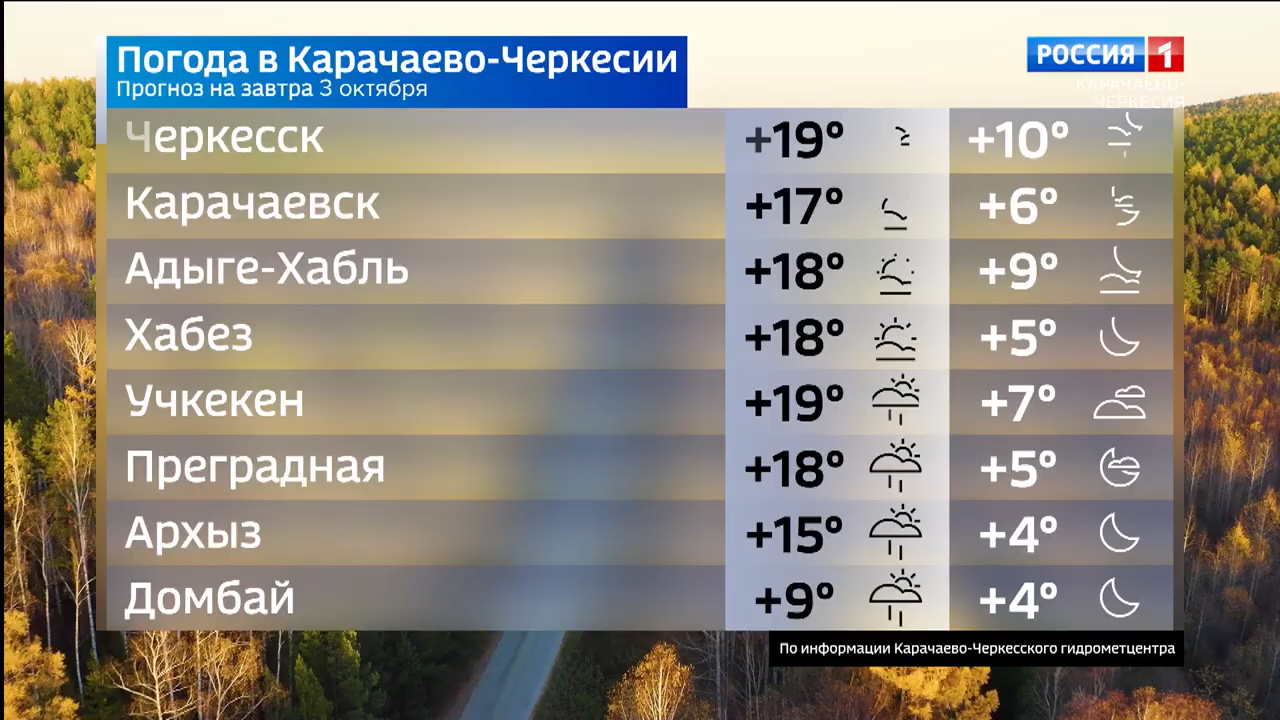 Погода в Карачаево-Черкесии
Прогноз на завтра 3 октября
РОССИЯ 1
КАРАЧАЕВО-
ЧЕРКЕСИЯ
Черкесск +19° +10°
Карачаевск +17° +6°
Адыге-Хабль +18° +9°
Хабез +18° +5°
Учкекен +19° +7°
Преградная +18° +5°
Архыз +15° +4°
Домбай +9° +4°
По информации Карачаево-Черкесского гидрометцентра